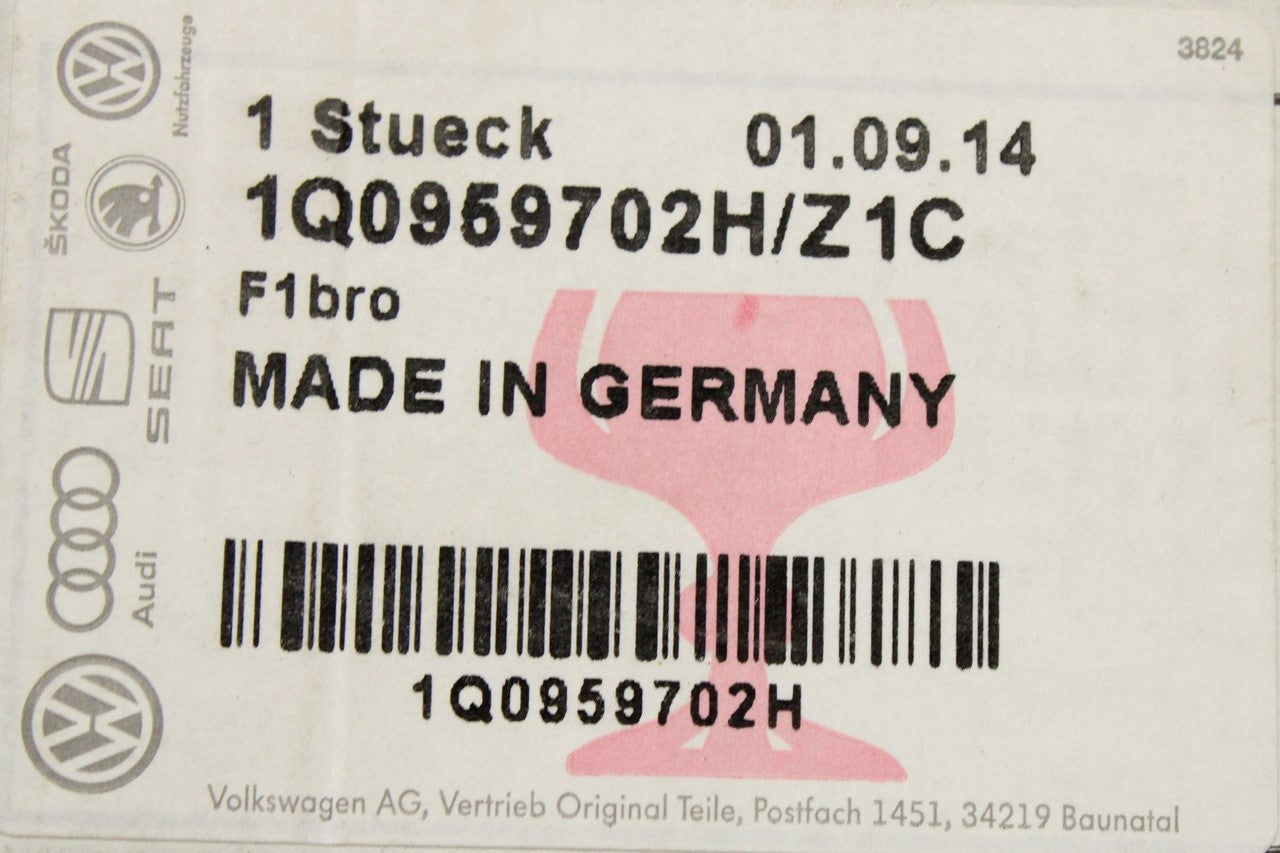 3824
Nutzfahrzeuge
ŠKODA
SEAT
Audi
1 Stueck 01.09.14
1Q0959702H/Z1C
F1bro
MADE IN GERMANY
1Q0959702H
Volkswagen AG, Vertrieb Original Teile, Postfach 1451, 34219 Baunatal